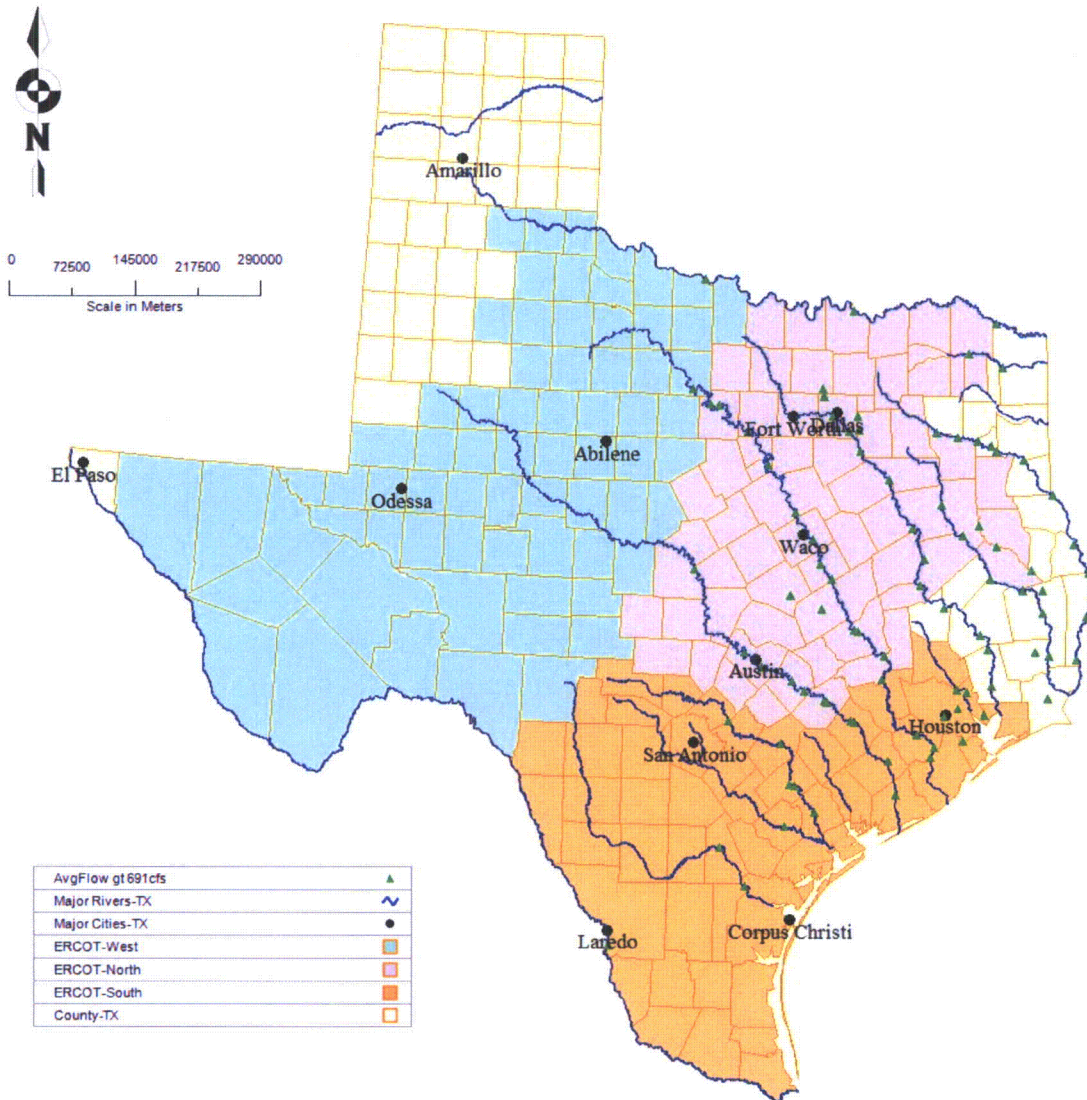 N
Amarillo
0 72500 145000 217500 290000
Scale in Meters
Fort Worth Dallas
El Paso
Abilene
Odessa
Waco
Austin
Houston
San Antonio
Laredo
Corpus Christi
AvgFlow gt 691cfs
Major Rivers-TX
Major Cities-TX
ERCOT-West
ERCOT-North
ERCOT-South
County-TX